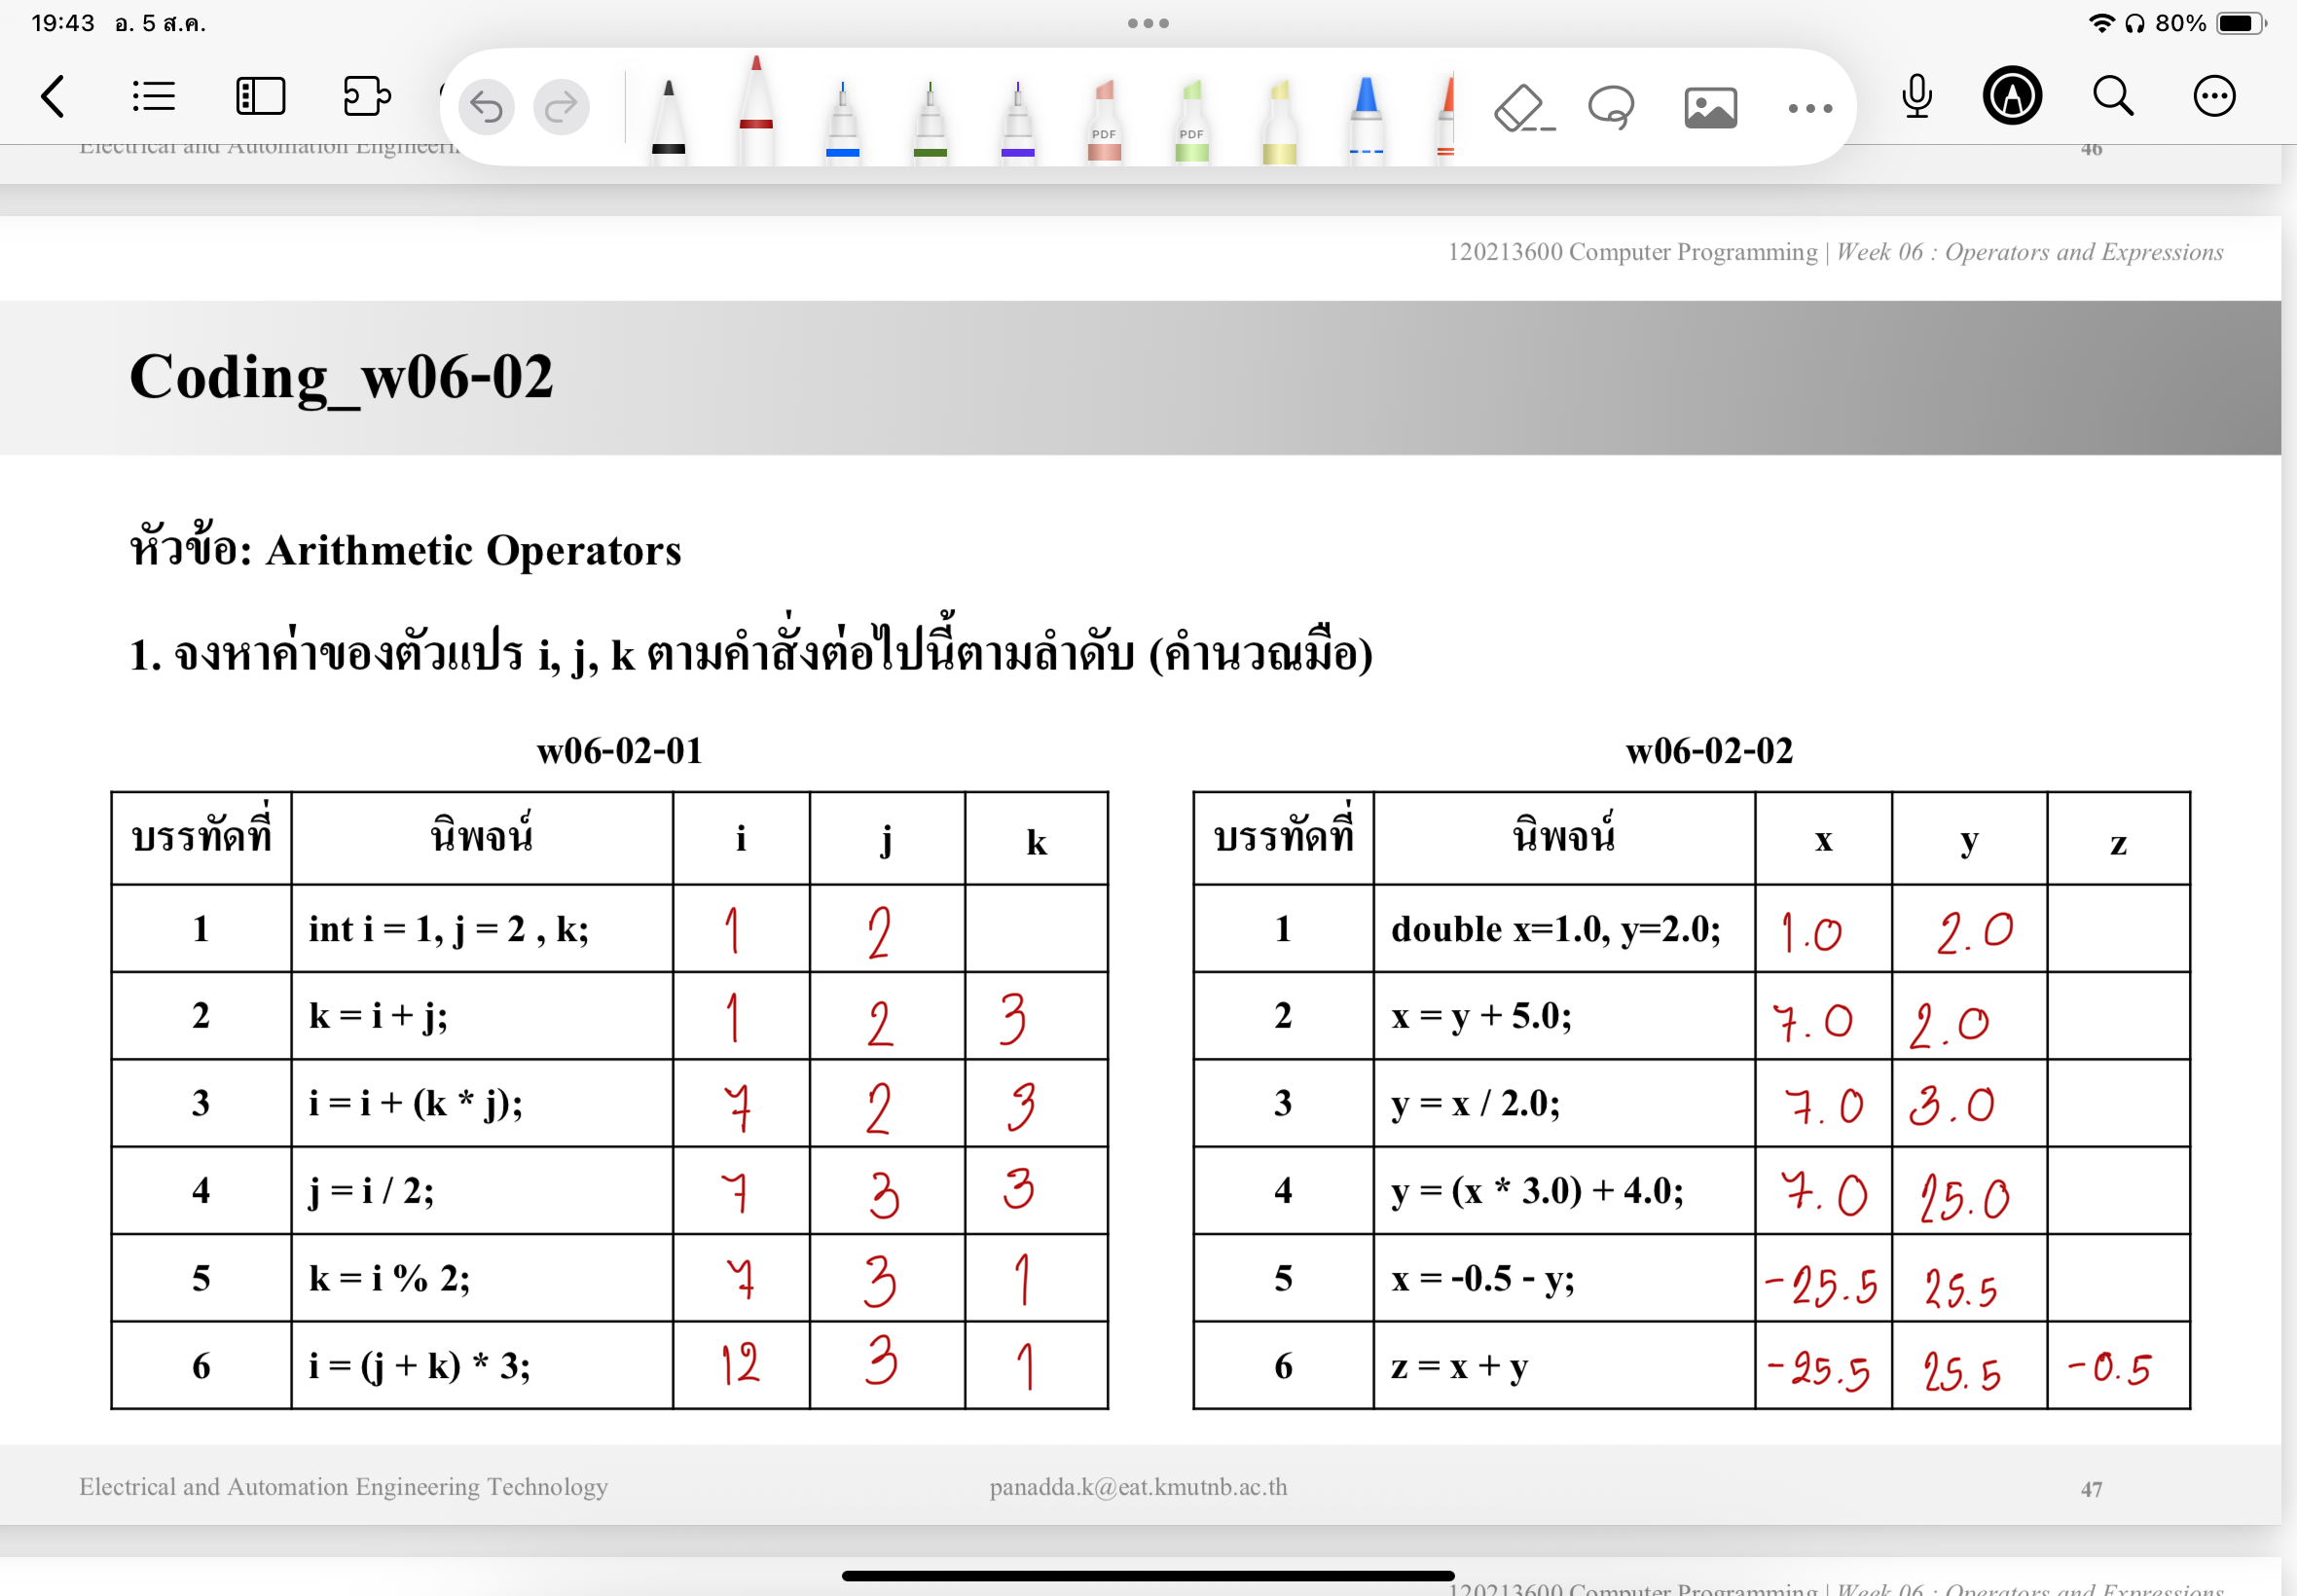 19:43 อ. 5 ส.ค.
80%
PDF PDF
Electrical and Automation Engineeri
46
120213600 Computer Programming | Week 06 : Operators and Expressions
Coding_w06-02
หัวข้อ: Arithmetic Operators
1. จงหาค่าของตัวแปร i, j, k ตามคำสั่งต่อไปนี้ตามลำดับ (คำนวณมือ)
w06-02-01
บรรทัดที่ นิพจน์ i j k
1 int i = 1, j = 2 , k; 1 2
2 k = i + j; 1 2 3
3 i = i + (k * j); 7 2 3
4 j = i / 2; 7 3 3
5 k = i % 2; 7 3 1
6 i = (j + k) * 3; 12 3 1
w06-02-02
บรรทัดที่ นิพจน์ x y z
1 double x=1.0, y=2.0; 1.0 2.0
2 x = y + 5.0; 7.0 2.0
3 y = x / 2.0; 7.0 3.0
4 y = (x * 3.0) + 4.0; 7.0 25.0
5 x = -0.5 - y; -25.5 25.5
6 z = x + y -25.5 25.5 -0.5
Electrical and Automation Engineering Technology
panadda.k@eat.kmutnb.ac.th
47
120213600 Computer Programming | Week 06 : Operators and Expressions